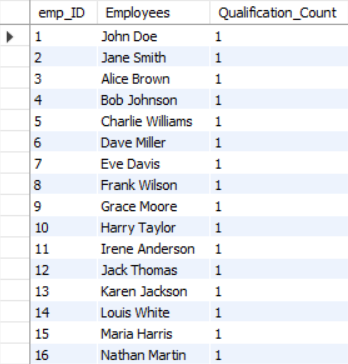 emp_ID Employees Qualification_Count
1 John Doe 1
2 Jane Smith 1
3 Alice Brown 1
4 Bob Johnson 1
5 Charlie Williams 1
6 Dave Miller 1
7 Eve Davis 1
8 Frank Wilson 1
9 Grace Moore 1
10 Harry Taylor 1
11 Irene Anderson 1
12 Jack Thomas 1
13 Karen Jackson 1
14 Louis White 1
15 Maria Harris 1
16 Nathan Martin 1